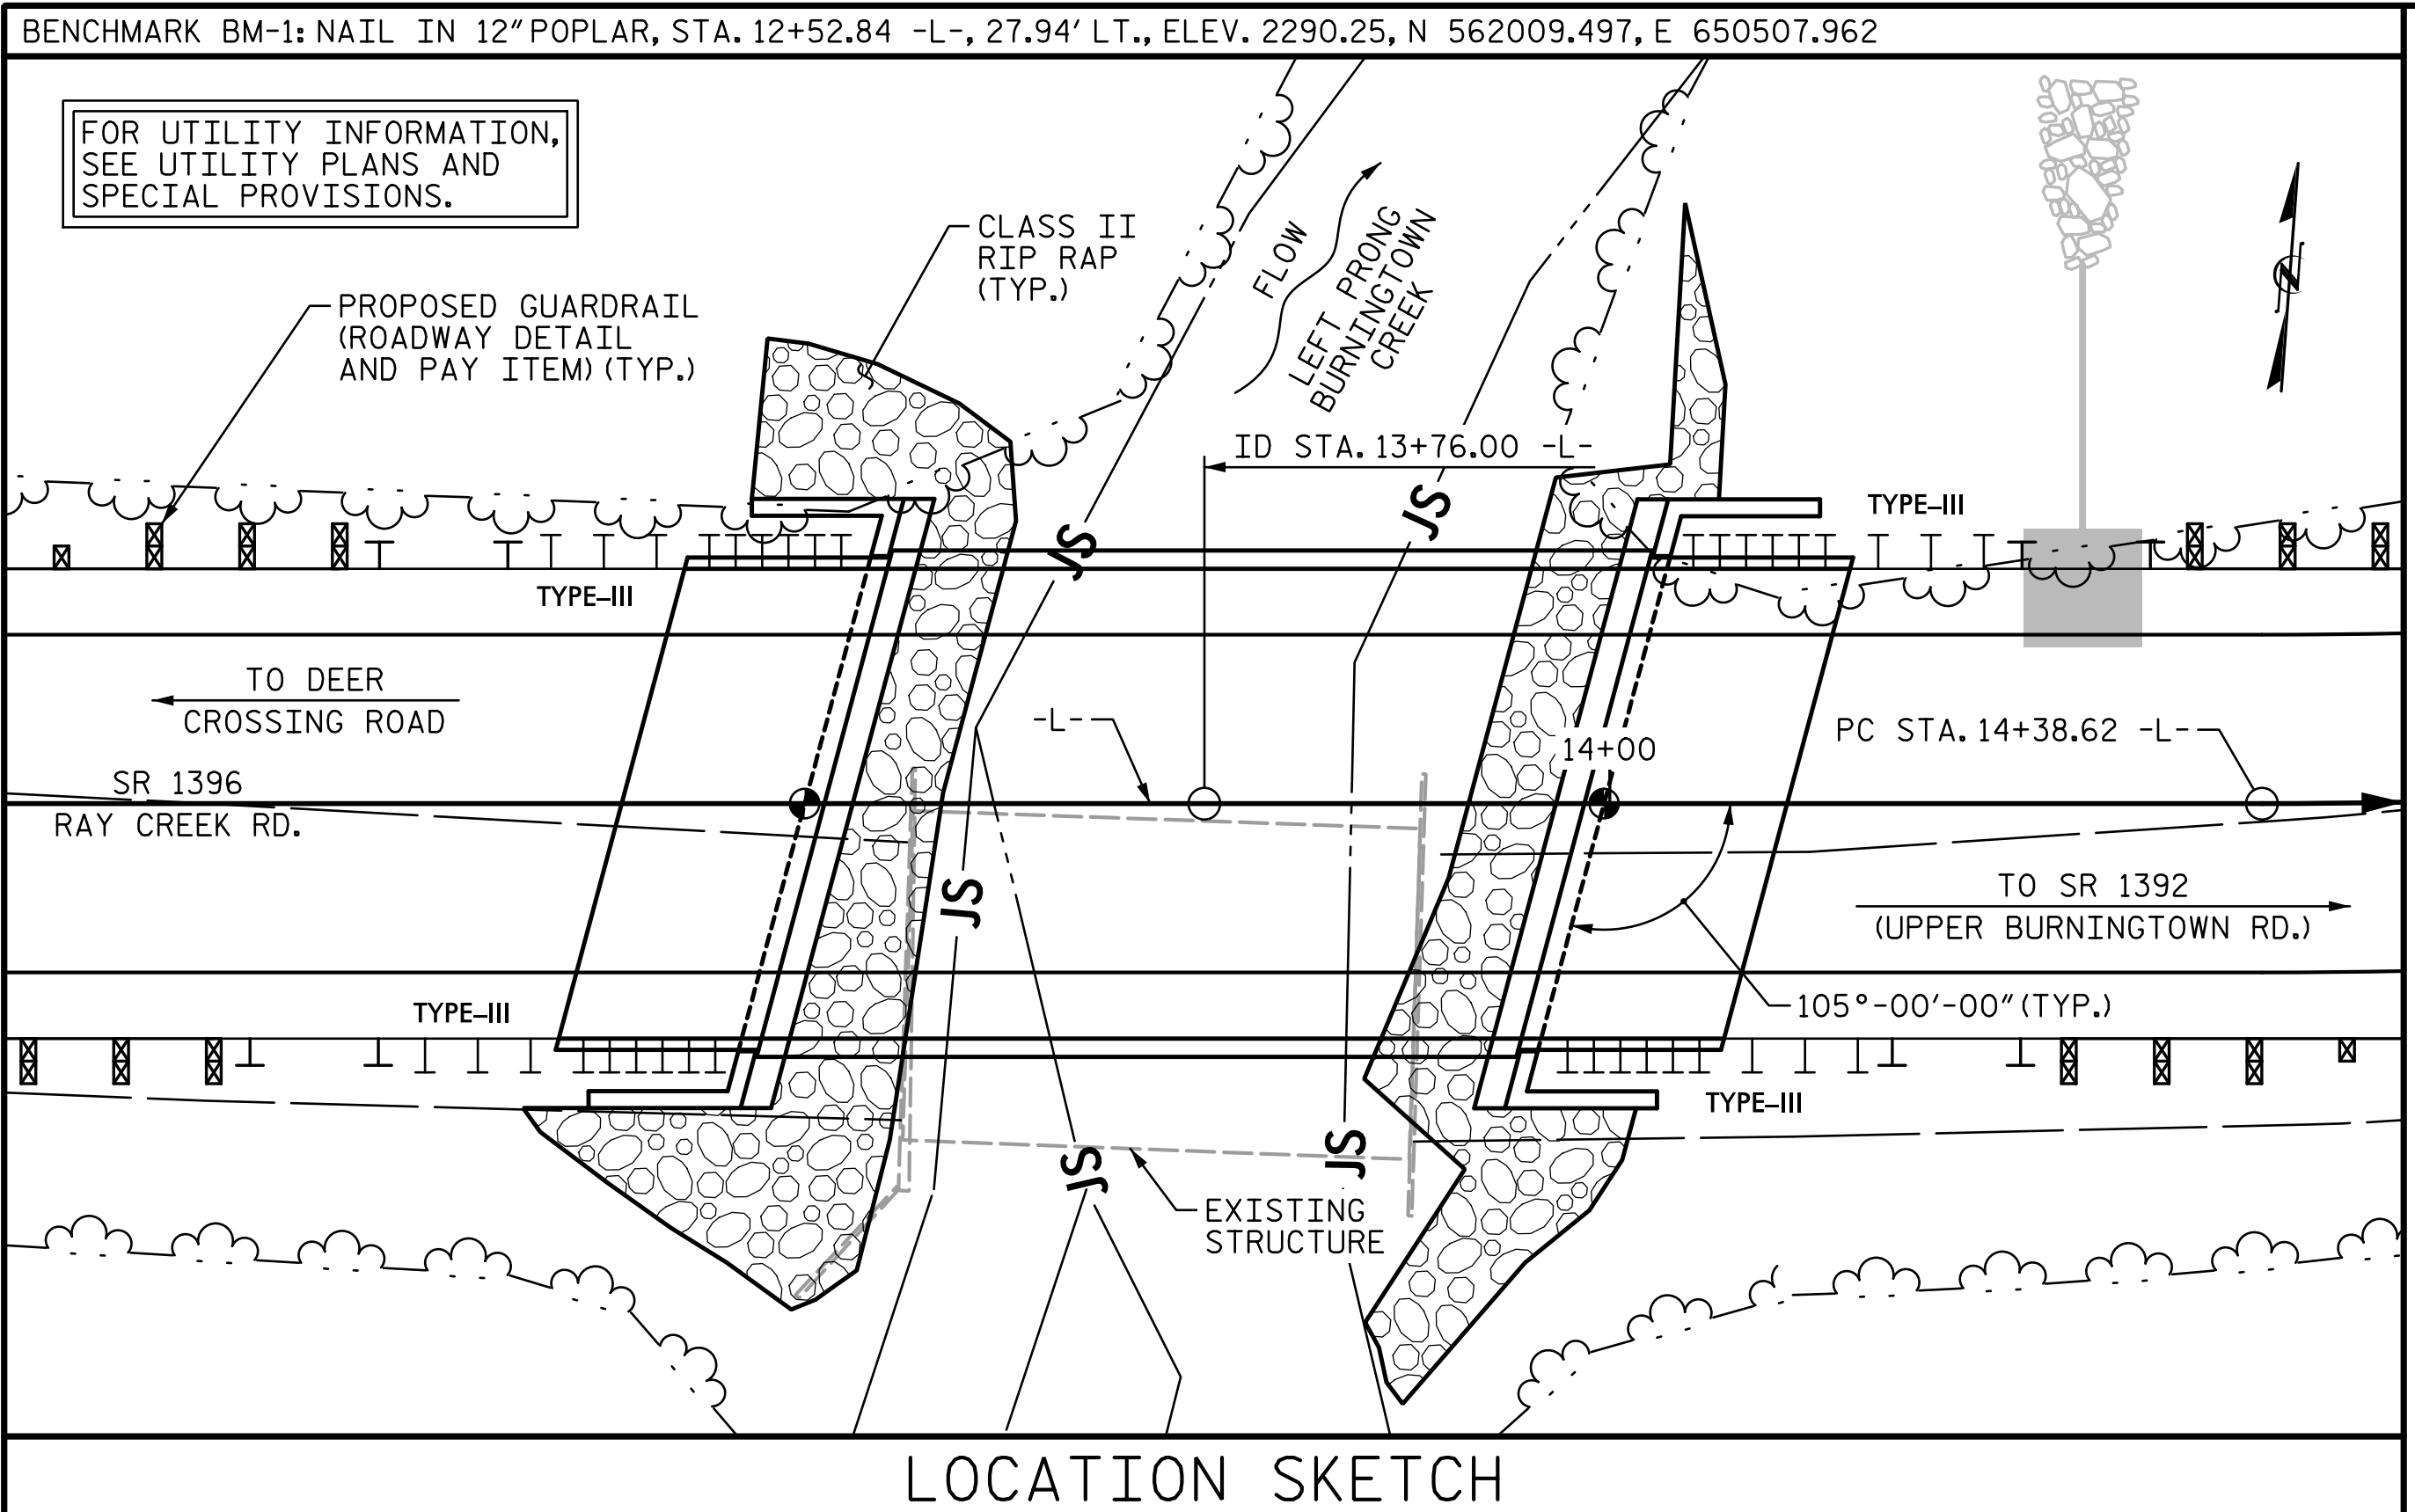 BENCHMARK BM-1: NAIL IN 12" POPLAR, STA. 12+52.84 -L-, 27.94' LT., ELEV. 2290.25, N 562009.497, E 650507.962
FOR UTILITY INFORMATION,
SEE UTILITY PLANS AND
SPECIAL PROVISIONS.
CLASS II
RIP RAP
(TYP.)
PROPOSED GUARDRAIL
(ROADWAY DETAIL
AND PAY ITEM) (TYP.)
FLOW
LEFT PRONG
BURNINGTOWN
CREEK
N
ID STA. 13+76.00 -L-
TYPE-III
JS
JS
TYPE-III
TO DEER
CROSSING ROAD
-L-
14+00
PC STA. 14+38.62 -L-
SR 1396
RAY CREEK RD.
JS
TO SR 1392
(UPPER BURNINGTOWN RD.)
TYPE-III
105°-00'-00" (TYP.)
TYPE-III
JS
JS
EXISTING
STRUCTURE
LOCATION SKETCH